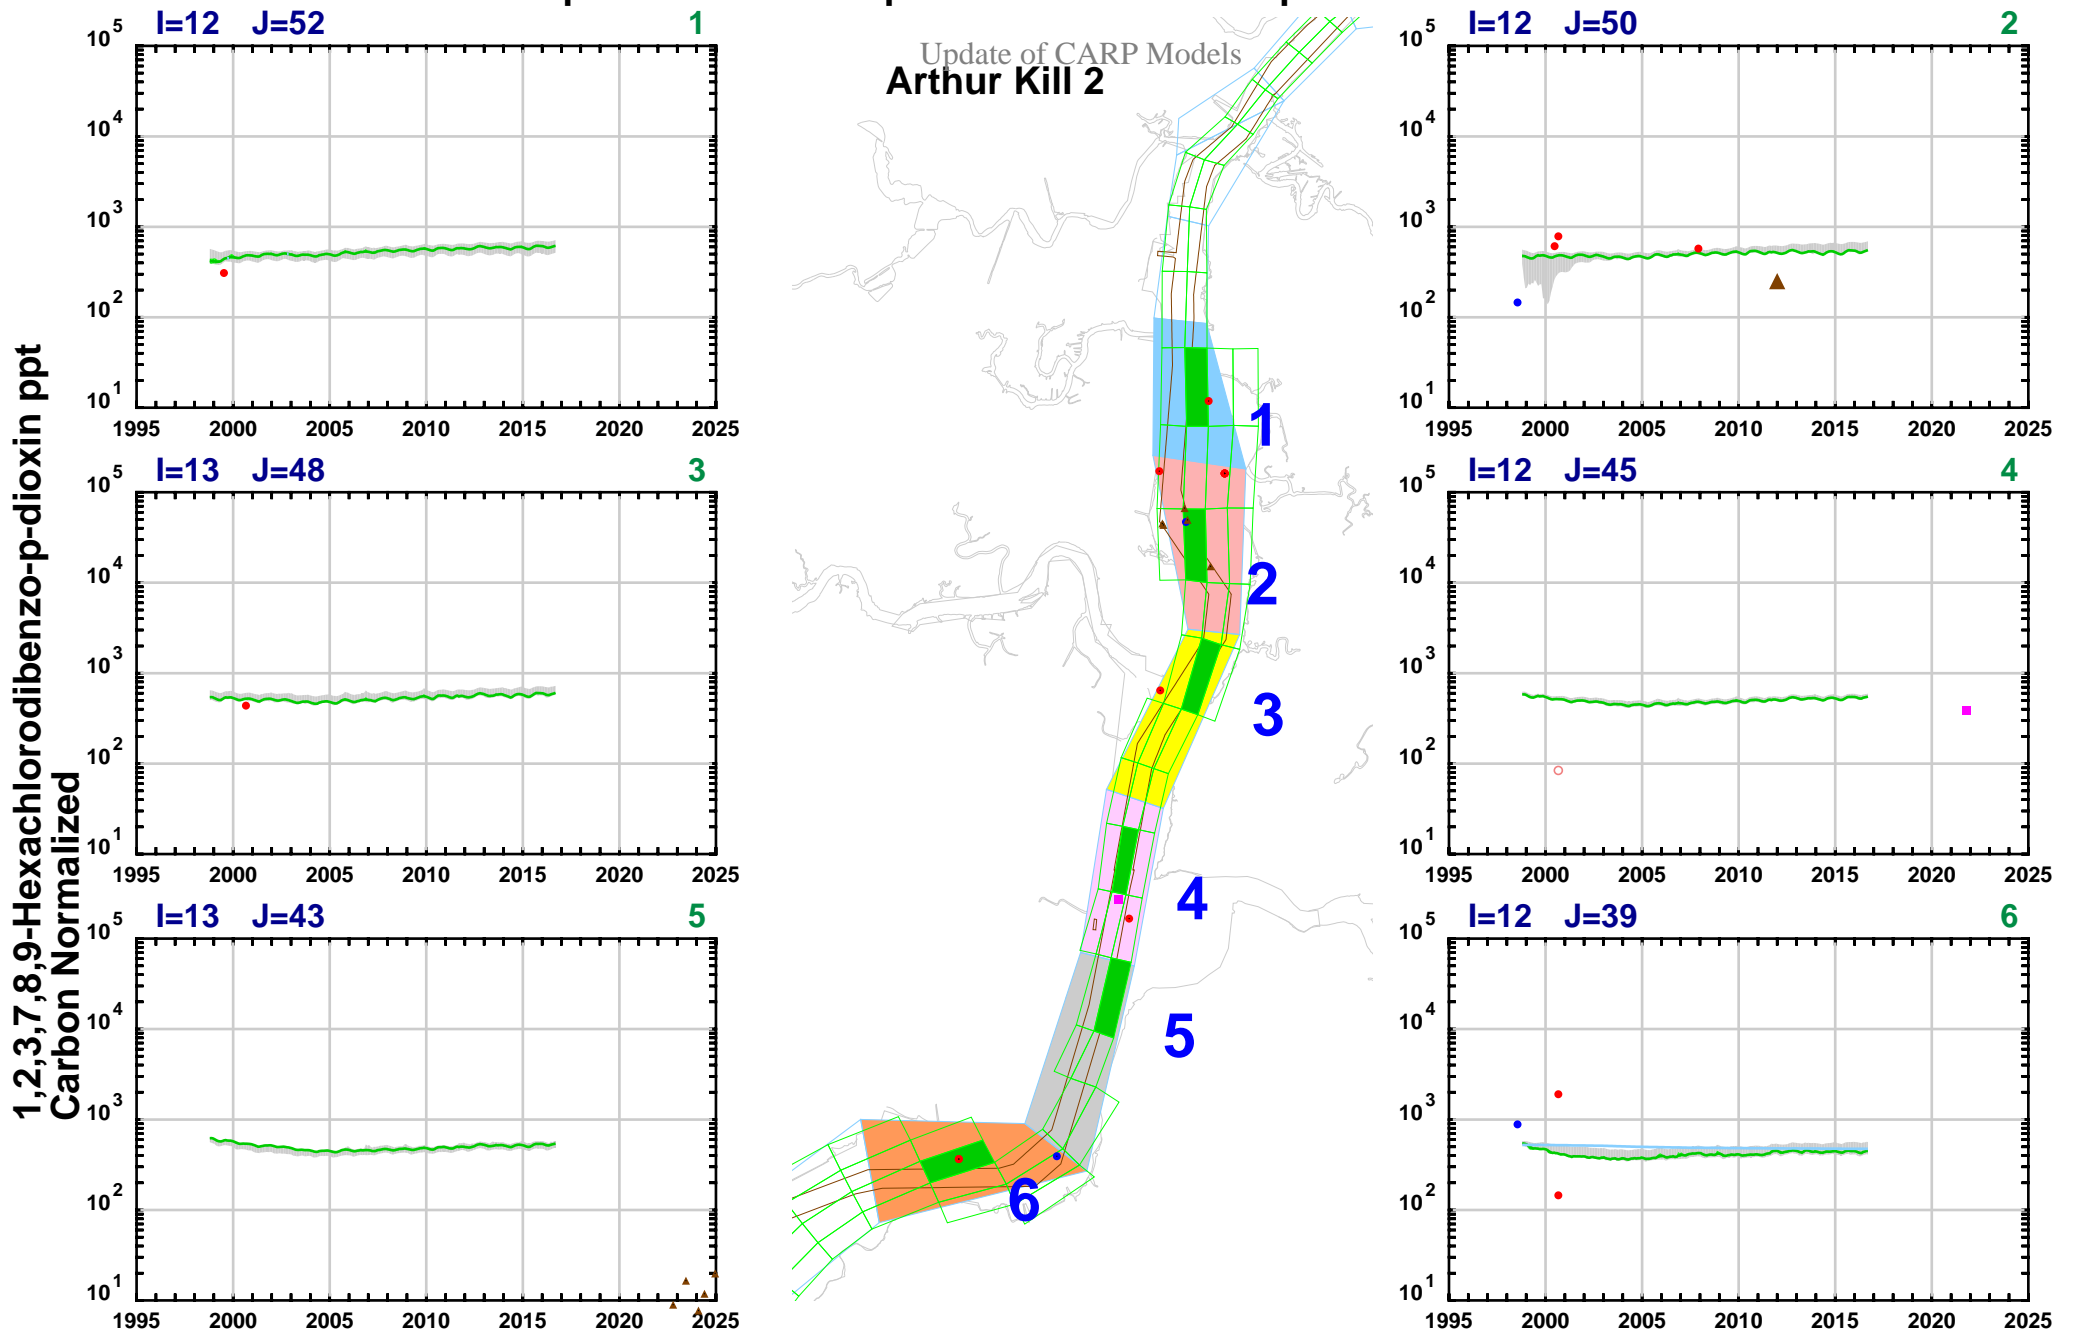 Update of CARP Models
Arthur Kill 2
1,2,3,7,8,9-Hexachlorodibenzo-p-dioxin ppt
Carbon Normalized
I=12 J=52 1
10^5
10^4
10^3
10^2
10^1
1995 2000 2005 2010 2015 2020 2025
I=12 J=50 2
10^5
10^4
10^3
10^2
10^1
1995 2000 2005 2010 2015 2020 2025
I=13 J=48 3
10^5
10^4
10^3
10^2
10^1
1995 2000 2005 2010 2015 2020 2025
I=12 J=45 4
10^5
10^4
10^3
10^2
10^1
1995 2000 2005 2010 2015 2020 2025
I=13 J=43 5
10^5
10^4
10^3
10^2
10^1
1995 2000 2005 2010 2015 2020 2025
I=12 J=39 6
10^5
10^4
10^3
10^2
10^1
1995 2000 2005 2010 2015 2020 2025
1
2
3
4
5
6